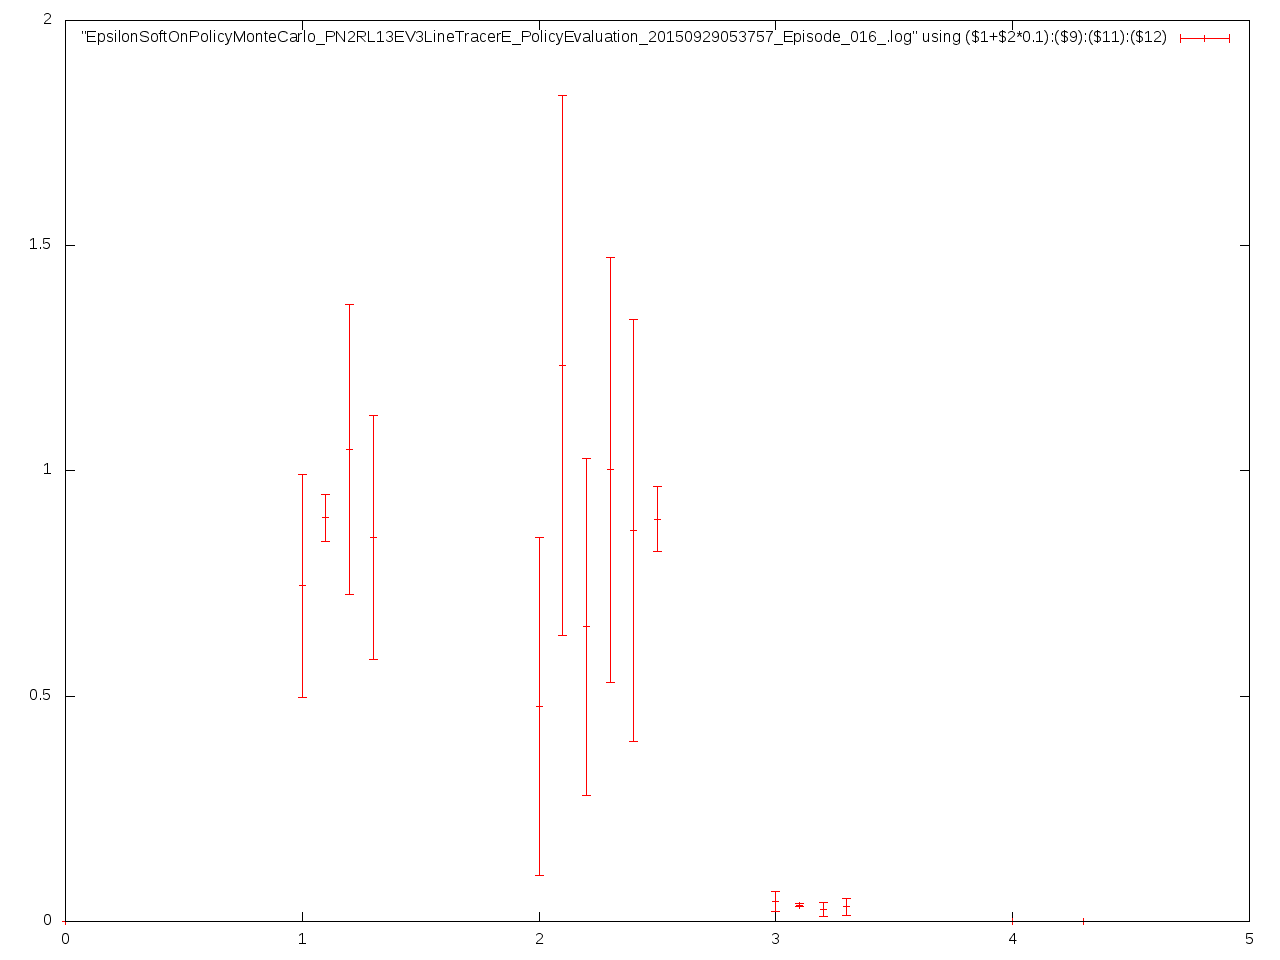 2
"EpsilonSoftOnPolicyMonteCarlo_PN2RL13EV3LineTracerE_PolicyEvaluation_20150929053757_Episode_016_.log" using ($1+$2*0.1):($9):($11):($12)
1.5
1
0.5
0
0 1 2 3 4 5